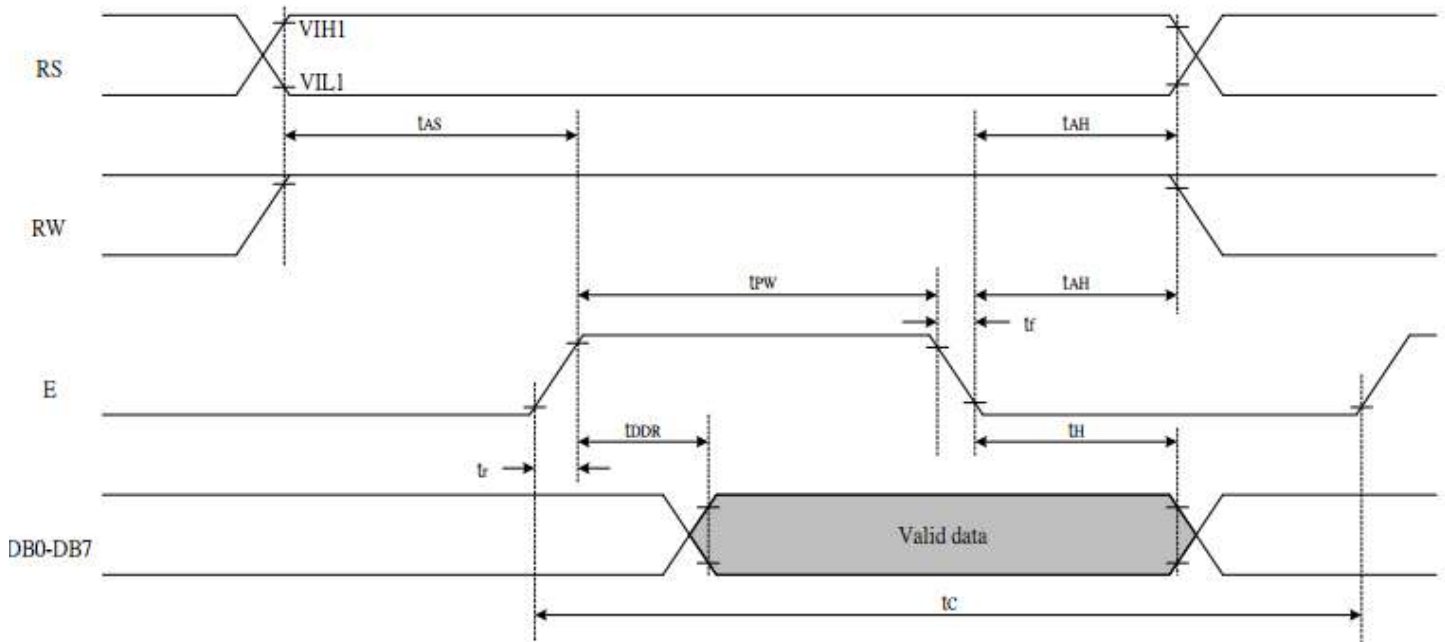 VIH1
RS
VIL1
tAS
tAH
RW
tPW
tAH
tf
E
tDDR
tH
tr
DB0-DB7
Valid data
tC